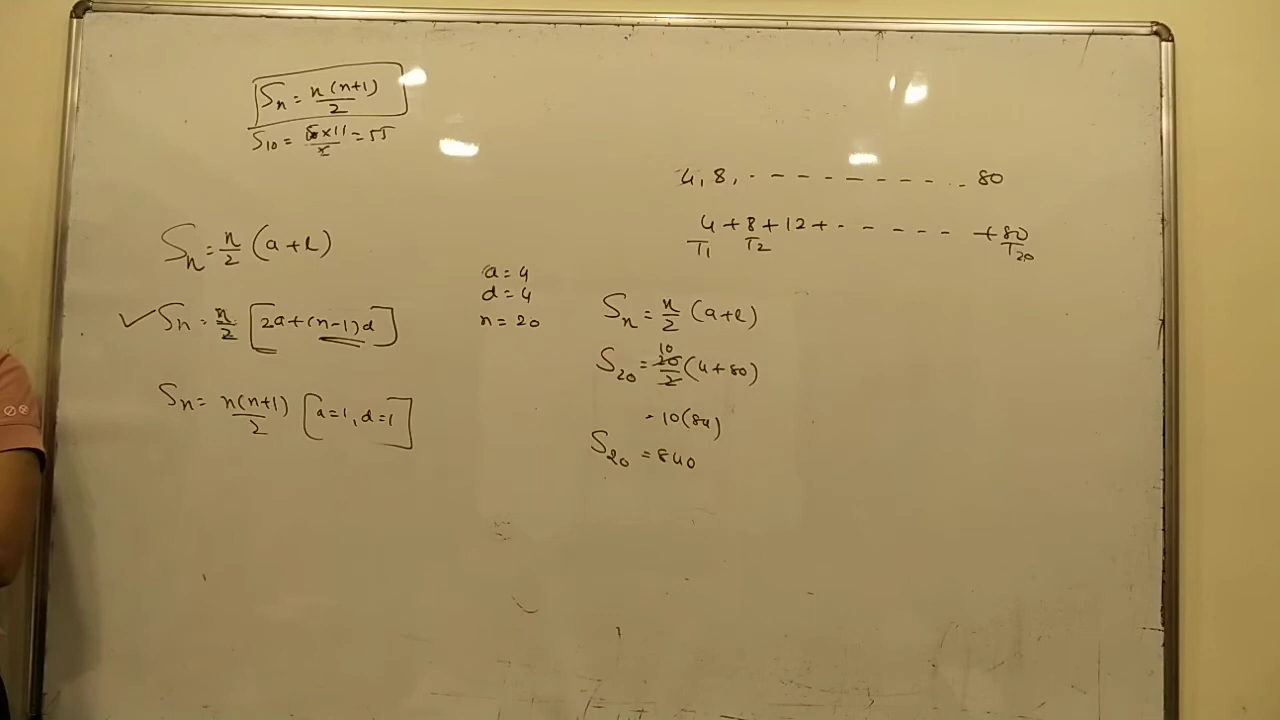 Sn = n(n+1)/2
S10 = 10×11/2 = 55
Sn = n/2 (a+l)
✓ Sn = n/2 [2a+(n-1)d]
Sn = n(n+1)/2 [a=1, d=1]
a = 4
d = 4
n = 20
4, 8, - - - - - - - - - - 80
4 + 8 + 12 + - - - - - - + 80
T1 T2 T20
Sn = n/2 (a+l)
S20 = 20/2 (4+80)
10
= 10(84)
S20 = 840